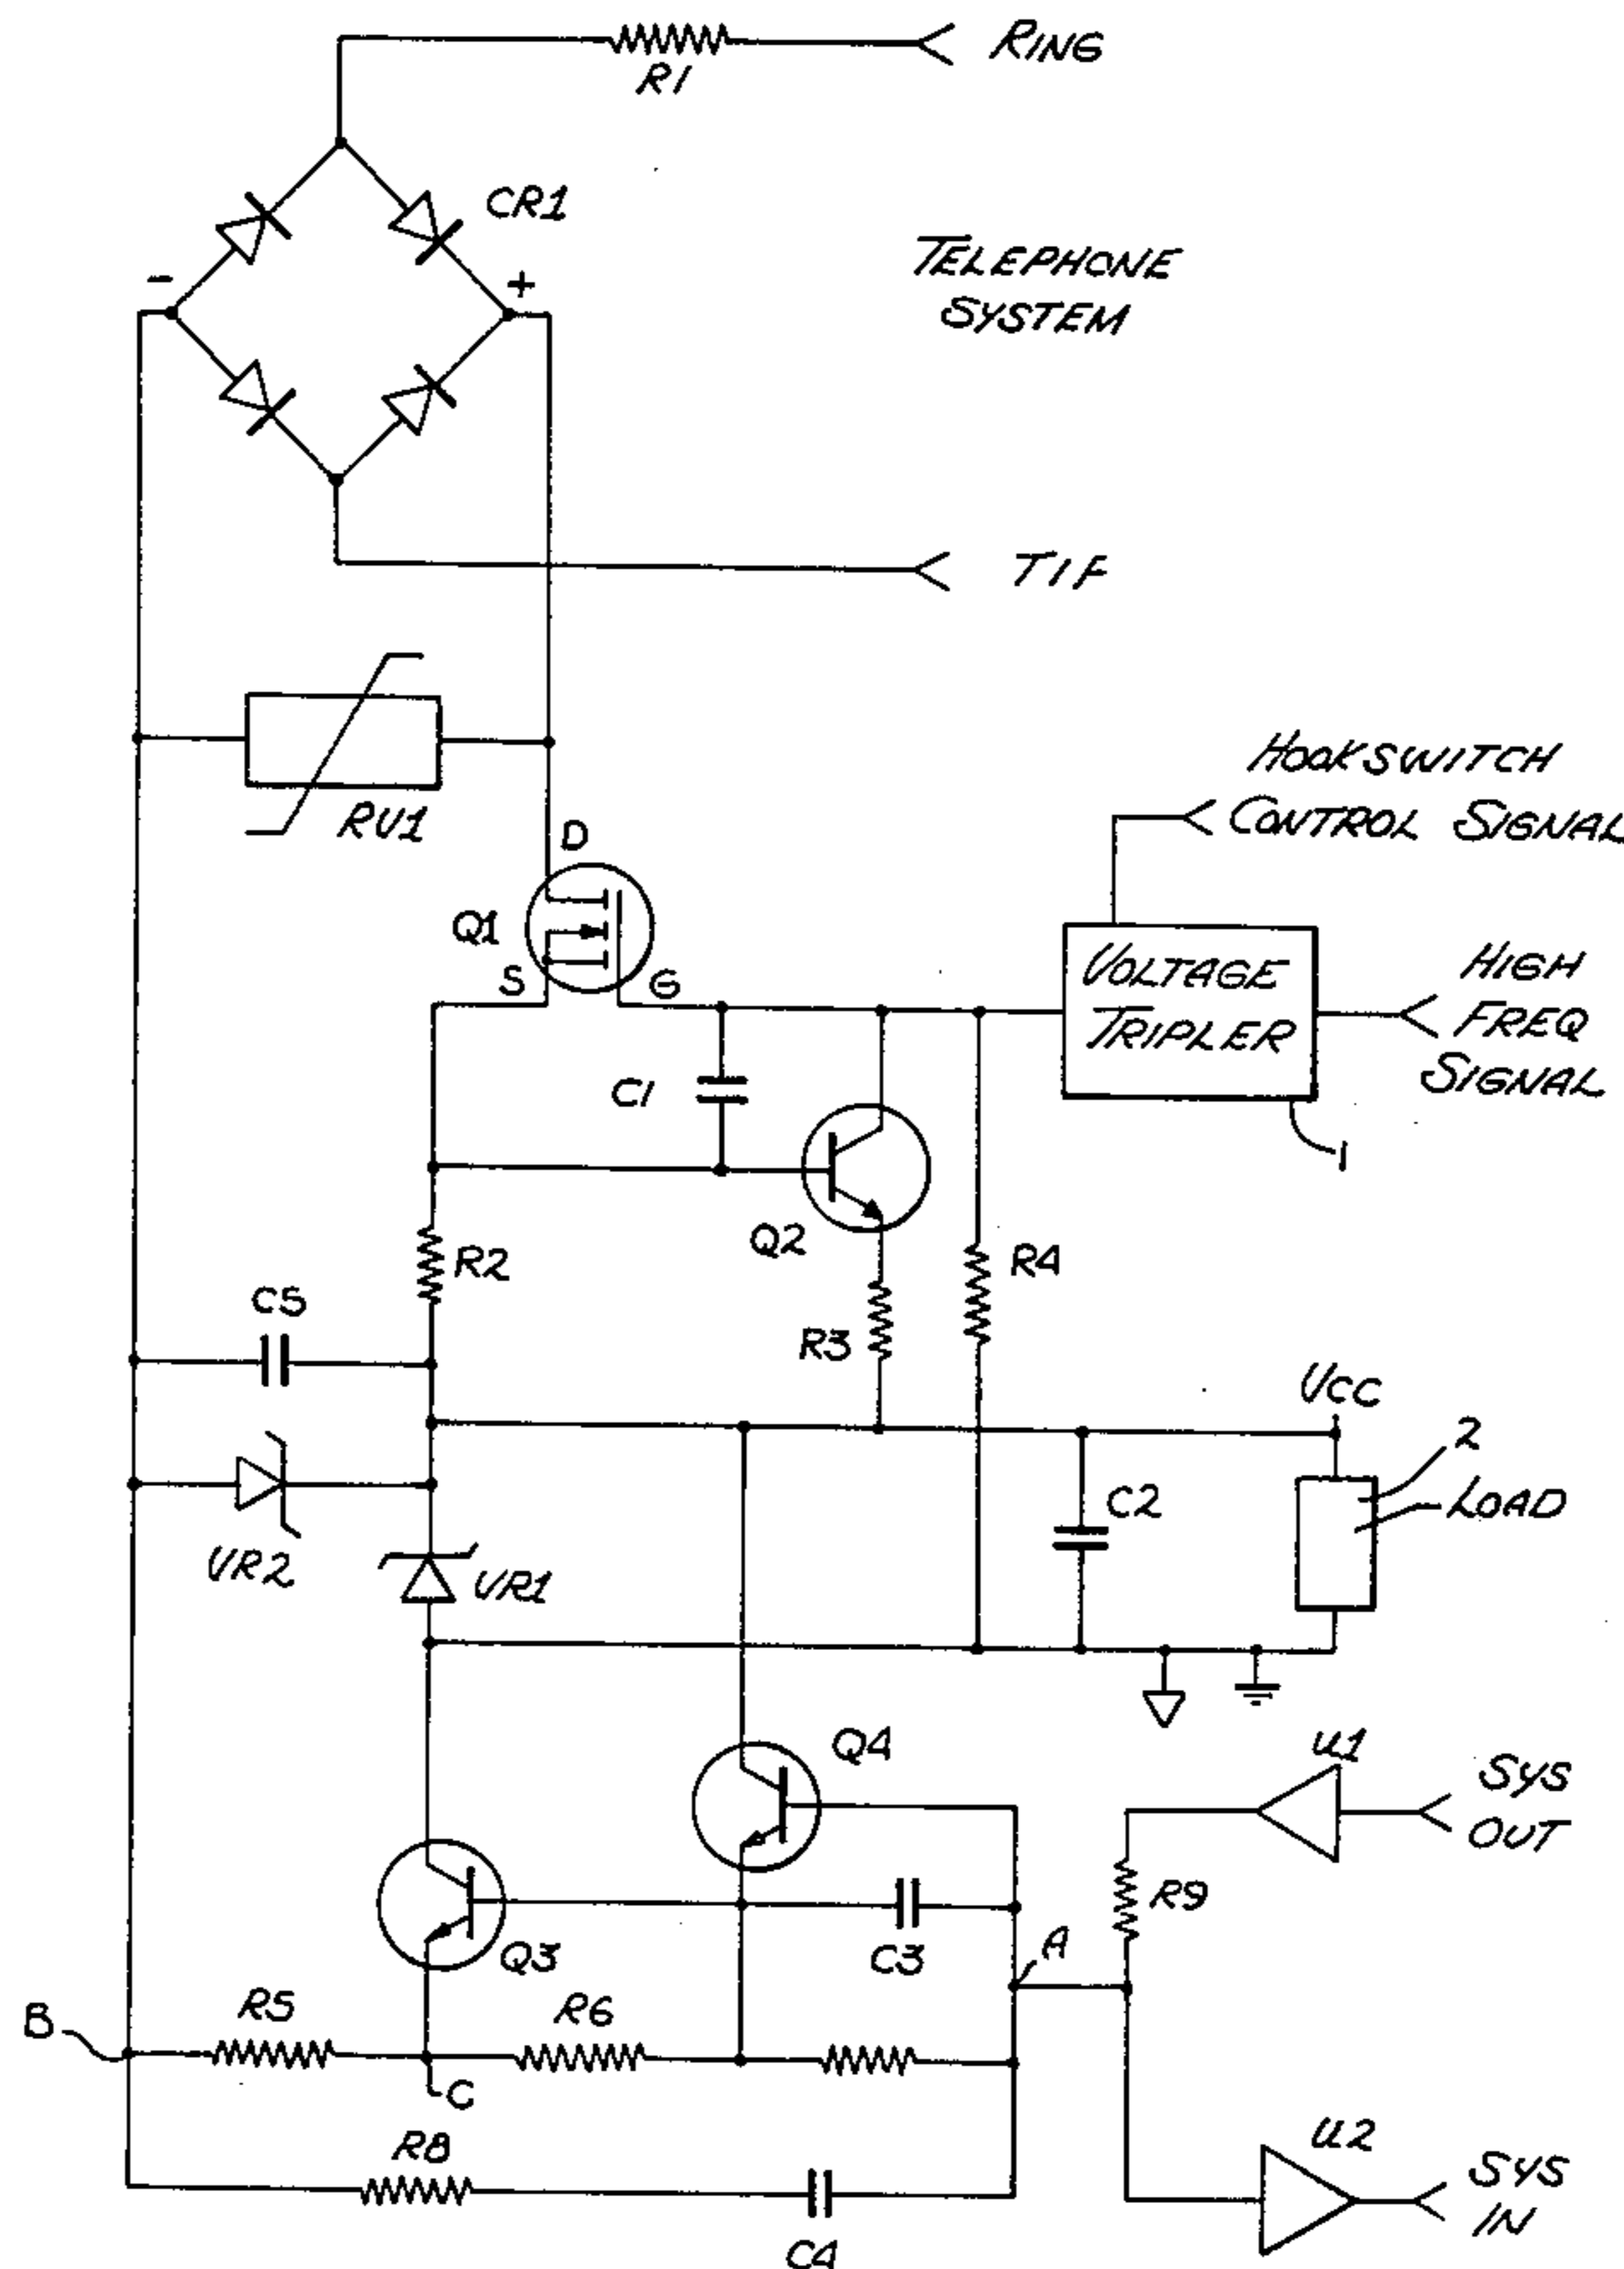 RING
R1
CR1
-
+
TELEPHONE
SYSTEM
TIF
RV1
HOOKSWITCH
CONTROL SIGNAL
D
Q1
S
G
VOLTAGE
TRIPLER
HIGH
FREQ
SIGNAL
1
C1
Q2
R2
R4
R3
C5
VCC
2
LOAD
C2
VR2
VR1
Q4
U1
SYS
OUT
R9
Q3
C3
A
B
R5
R6
C
R8
U2
SYS
IN
C4